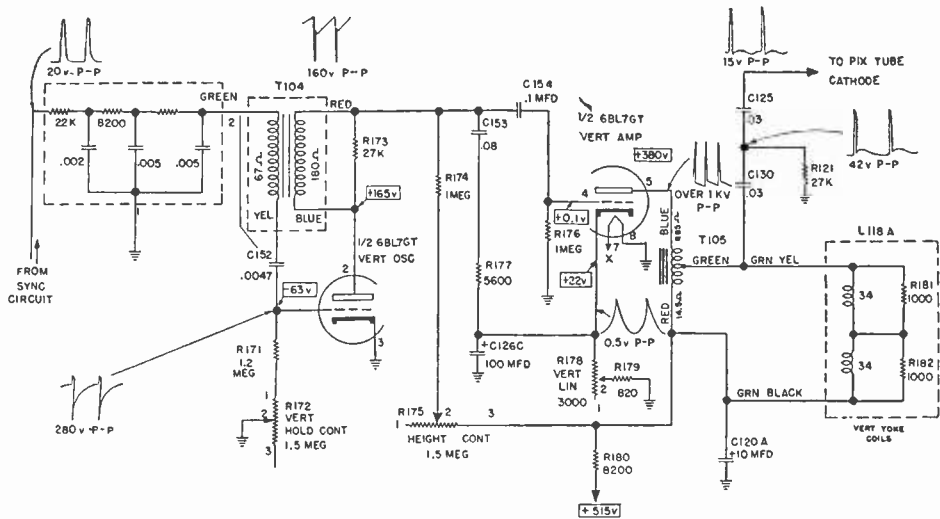 20v P-P
160v P-P
15v P-P
TO PIX TUBE
CATHODE
C125
.03
42v P-P
R121
27K
C130
.03
22K
8200
.002
.005
.005
GREEN
2
T104
RED
67Ω
180Ω
YEL
BLUE
R173
27K
+165v
C152
.0047
-63v
1/2 6BL7GT
VERT OSC
2
3
FROM
SYNC
CIRCUIT
280v P-P
R171
1.2
MEG
1
2
3
R172
VERT
HOLD CONT
1.5 MEG
R174
1MEG
C153
.08
R177
5600
+C126C
100 MFD
C154
.1 MFD
1/2 6BL7GT
VERT AMP
+380v
4
5
+0.1v
R176
1MEG
7
X
8
+22v
0.5v P-P
OVER 1 KV
P-P
T105
BLUE
GREEN
RED
14.5Ω
R178
VERT
LIN
3000
2
1
R179
820
R175
1
2
3
HEIGHT CONT
1.5 MEG
R180
8200
+515v
GRN YEL
GRN BLACK
C120A
+10 MFD
L118A
34
34
R181
1000
R182
1000
VERT YOKE
COILS